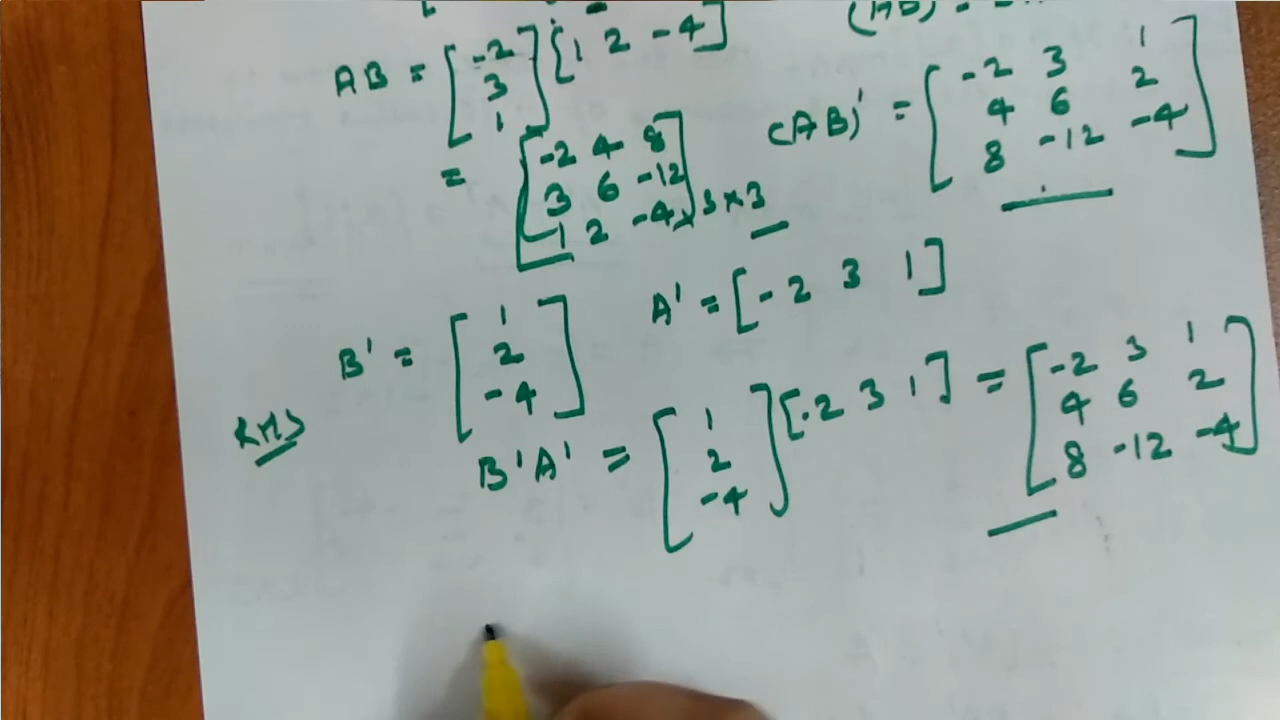 AB = [-2 3 1] [1 2 -4]
= [-2 4 8
3 6 -12
1 2 -4] 3×3
(AB)' = [-2 3 1
4 6 2
8 -12 -4]
B' = [1
2
-4]
A' = [-2 3 1]
RHS
B'A' = [1
2
-4] [-2 3 1] = [-2 3 1
4 6 2
8 -12 -4]